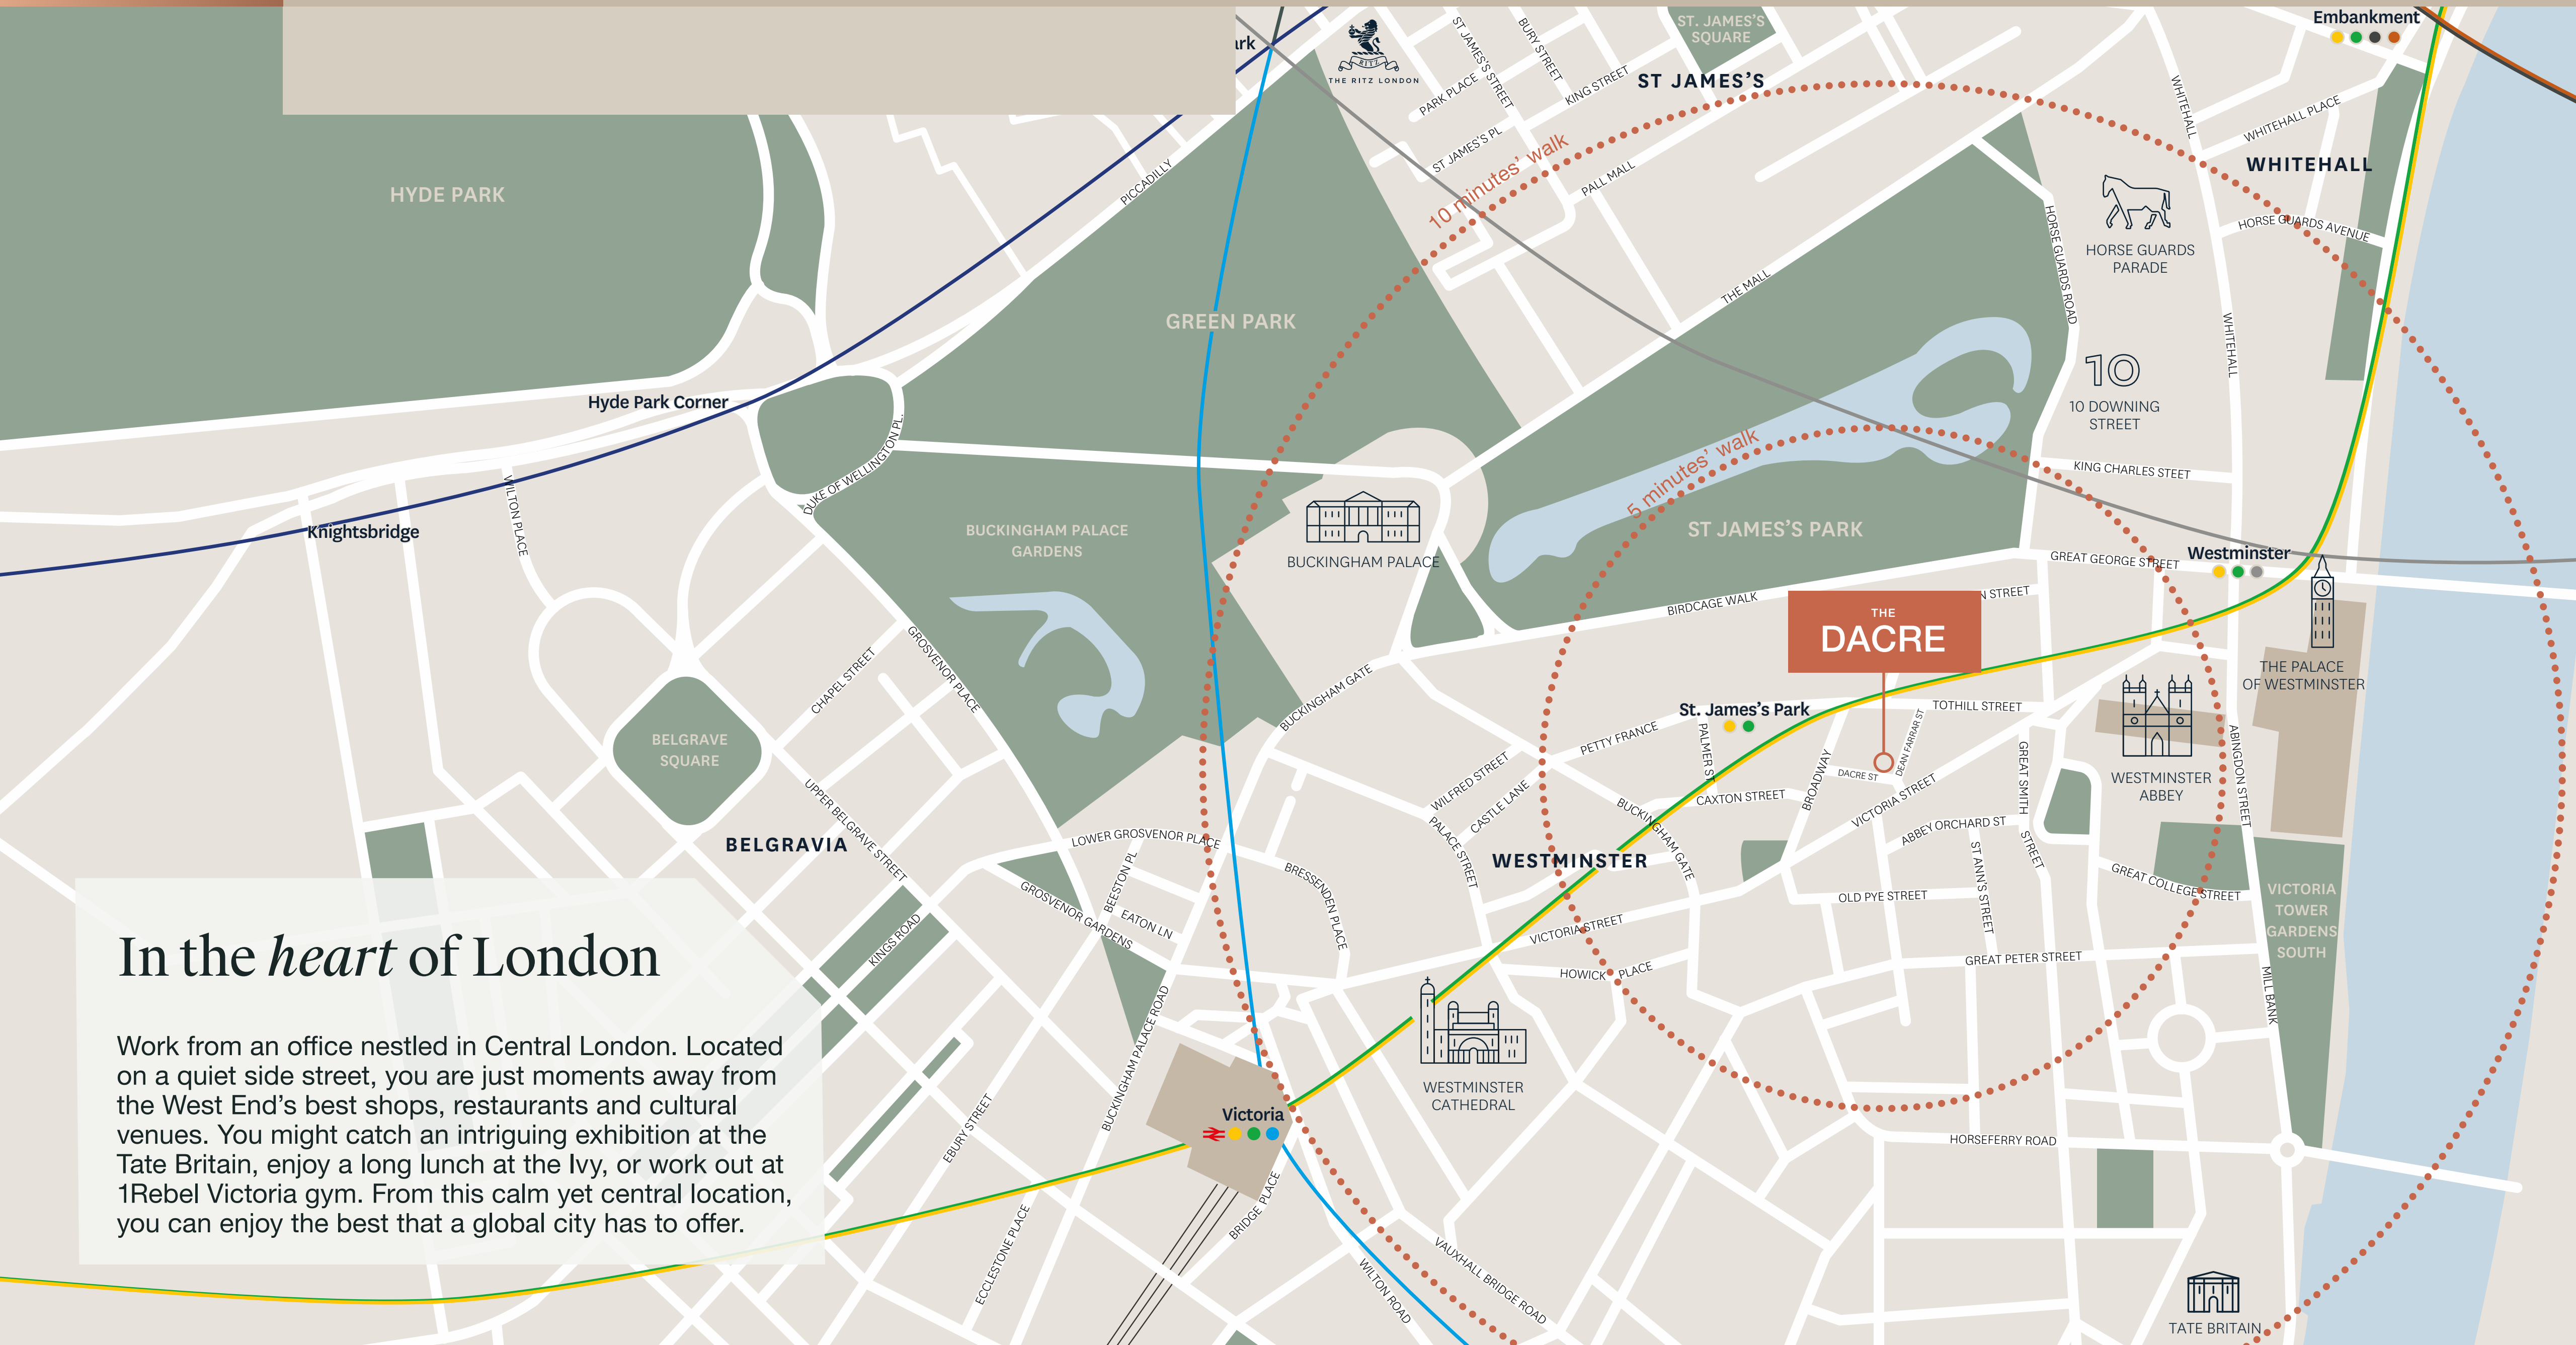 Embankment
ark
RITZ
THE RITZ LONDON
ST JAMES'S STREET
BURY STREET
ST. JAMES'S
SQUARE
PARK PLACE
KING STREET
ST JAMES'S
ST JAMES'S PL
PALL MALL
10 minutes' walk
WHITEHALL
WHITEHALL PLACE
WHITEHALL
HORSE GUARDS AVENUE
HYDE PARK
PICCADILLY
HORSE GUARDS ROAD
HORSE GUARDS
PARADE
THE MALL
GREEN PARK
WHITEHALL
10
10 DOWNING
STREET
Hyde Park Corner
DUKE OF WELLINGTON PL.
5 minutes' walk
KING CHARLES STEET
WILTON PLACE
Knightsbridge
BUCKINGHAM PALACE
GARDENS
BUCKINGHAM PALACE
ST JAMES'S PARK
GREAT GEORGE STREET
Westminster
BIRDCAGE WALK
N STREET
THE
DACRE
GROSVENOR PLACE
CHAPEL STREET
BUCKINGHAM GATE
THE PALACE
OF WESTMINSTER
St. James's Park
TOTHILL STREET
PETTY FRANCE
PALMER ST
BROADWAY
DACRE ST
DEAN FARRAR ST
GREAT SMITH
STREET
ABINGDON STREET
WESTMINSTER
ABBEY
BELGRAVE
SQUARE
UPPER BELGRAVE STREET
WILFRED STREET
CASTLE LANE
PALACE STREET
BUCKINGHAM GATE
CAXTON STREET
VICTORIA STREET
ABBEY ORCHARD ST
ST ANN'S STREET
BELGRAVIA
LOWER GROSVENOR PLACE
WESTMINSTER
BEESTON PL
BRESSENDEN PLACE
GROSVENOR GARDENS
EATON LN
KINGS ROAD
OLD PYE STREET
GREAT COLLEGE STREET
VICTORIA
TOWER
GARDENS
SOUTH
VICTORIA STREET
HOWICK PLACE
GREAT PETER STREET
MILL BANK
In the heart of London
Work from an office nestled in Central London. Located
on a quiet side street, you are just moments away from
the West End's best shops, restaurants and cultural
venues. You might catch an intriguing exhibition at the
Tate Britain, enjoy a long lunch at the Ivy, or work out at
1Rebel Victoria gym. From this calm yet central location,
you can enjoy the best that a global city has to offer.
BUCKINGHAM PALACE ROAD
WESTMINSTER
CATHEDRAL
Victoria
EBURY STREET
HORSEFERRY ROAD
BRIDGE PLACE
ECCLESTONE PLACE
WILTON ROAD
VAUXHALL BRIDGE ROAD
TATE BRITAIN